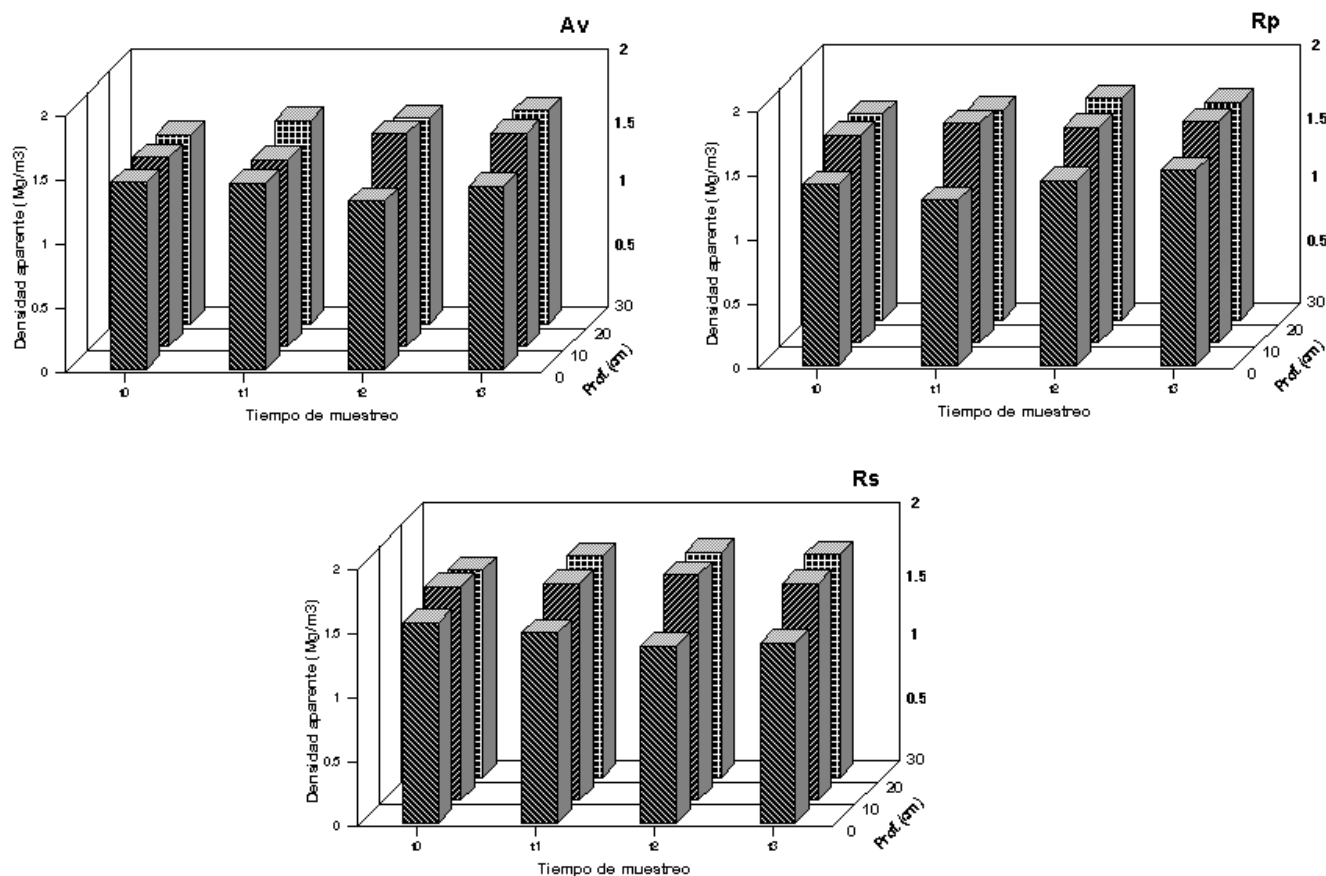 Av
2
1.5
1
0.5
2
1.5
1
0.5
0
Densidad aparente ( Mg/m3)
30
20
10
0
Prof. (cm)
t0 t1 t2 t3
Tiempo de muestreo
Rp
2
1.5
1
0.5
2
1.5
1
0.5
0
Densidad aparente ( Mg/m3)
30
20
10
0
Prof. (cm)
t0 t1 t2 t3
Tiempo de muestreo
Rs
2
1.5
1
0.5
2
1.5
1
0.5
0
Densidad aparente ( Mg/m3)
30
20
10
0
Prof. (cm)
t0 t1 t2 t3
Tiempo de muestreo